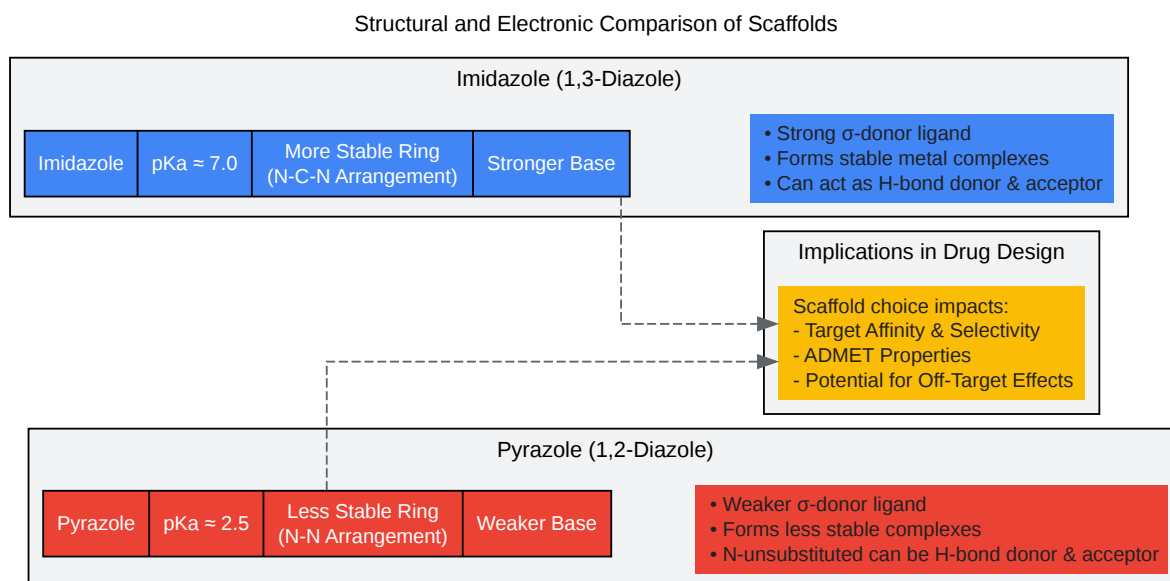 Structural and Electronic Comparison of Scaffolds
Imidazole (1,3-Diazole)
Imidazole
pKa ≈ 7.0
More Stable Ring
(N-C-N Arrangement)
Stronger Base
• Strong σ-donor ligand
• Forms stable metal complexes
• Can act as H-bond donor & acceptor
Implications in Drug Design
Scaffold choice impacts:
- Target Affinity & Selectivity
- ADMET Properties
- Potential for Off-Target Effects
Pyrazole (1,2-Diazole)
Pyrazole
pKa ≈ 2.5
Less Stable Ring
(N-N Arrangement)
Weaker Base
• Weaker σ-donor ligand
• Forms less stable complexes
• N-unsubstituted can be H-bond donor & acceptor